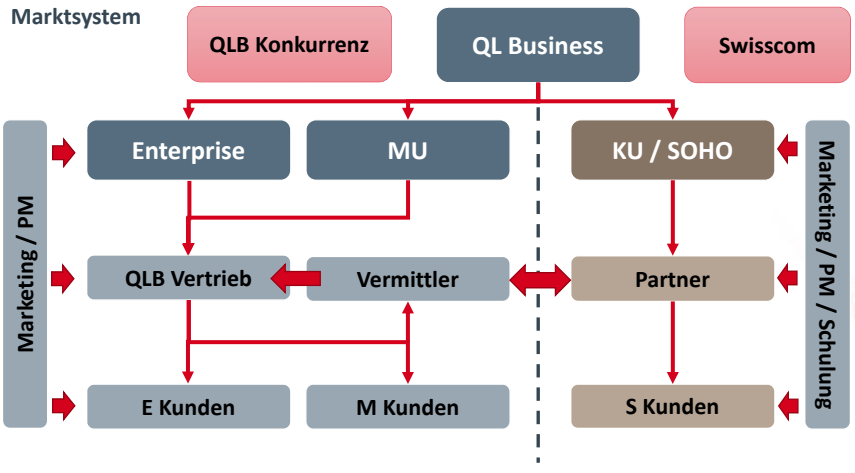 Marktsystem
QLB Konkurrenz
QL Business
Swisscom
Enterprise
MU
KU / SOHO
Marketing / PM
QLB Vertrieb
Vermittler
Partner
Marketing / PM / Schulung
E Kunden
M Kunden
S Kunden